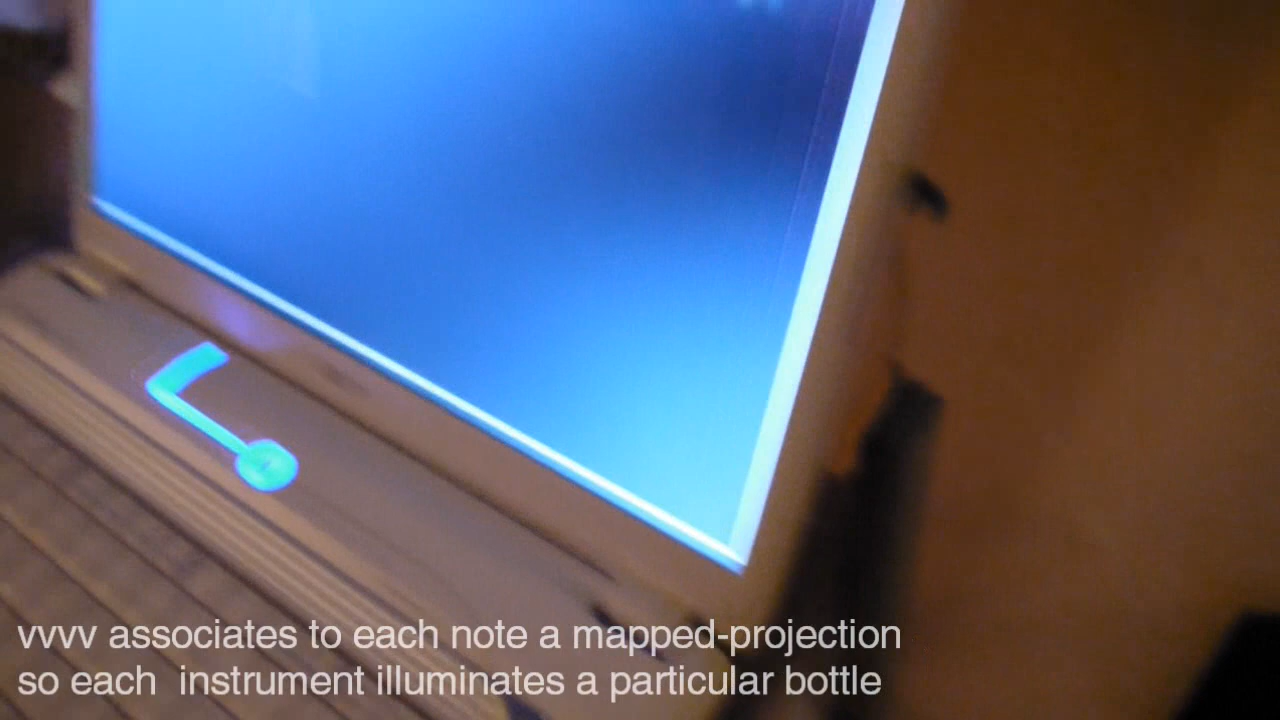 vvvv associates to each note a mapped-projection
so each  instrument illuminates a particular bottle